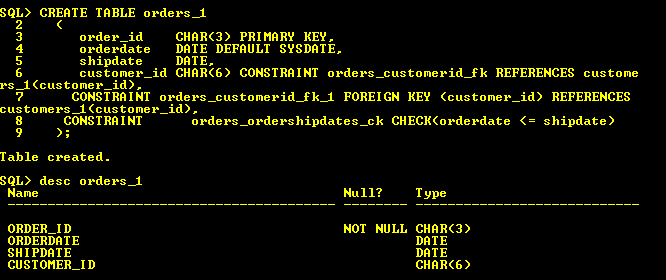 SQL> CREATE TABLE orders_1
2 (
3 order_id CHAR(3) PRIMARY KEY,
4 orderdate DATE DEFAULT SYSDATE,
5 shipdate DATE,
6 customer_id CHAR(6) CONSTRAINT orders_customerid_fk REFERENCES custome
rs_1(customer_id),
7 CONSTRAINT orders_customerid_fk_1 FOREIGN KEY (customer_id) REFERENCES
customers_1(customer_id),
8 CONSTRAINT orders_ordershipdates_ck CHECK(orderdate <= shipdate)
9 );
Table created.
SQL> desc orders_1
Name Null? Type
----------------------------------------- -------- ----------------------------
ORDER_ID NOT NULL CHAR(3)
ORDERDATE DATE
SHIPDATE DATE
CUSTOMER_ID CHAR(6)